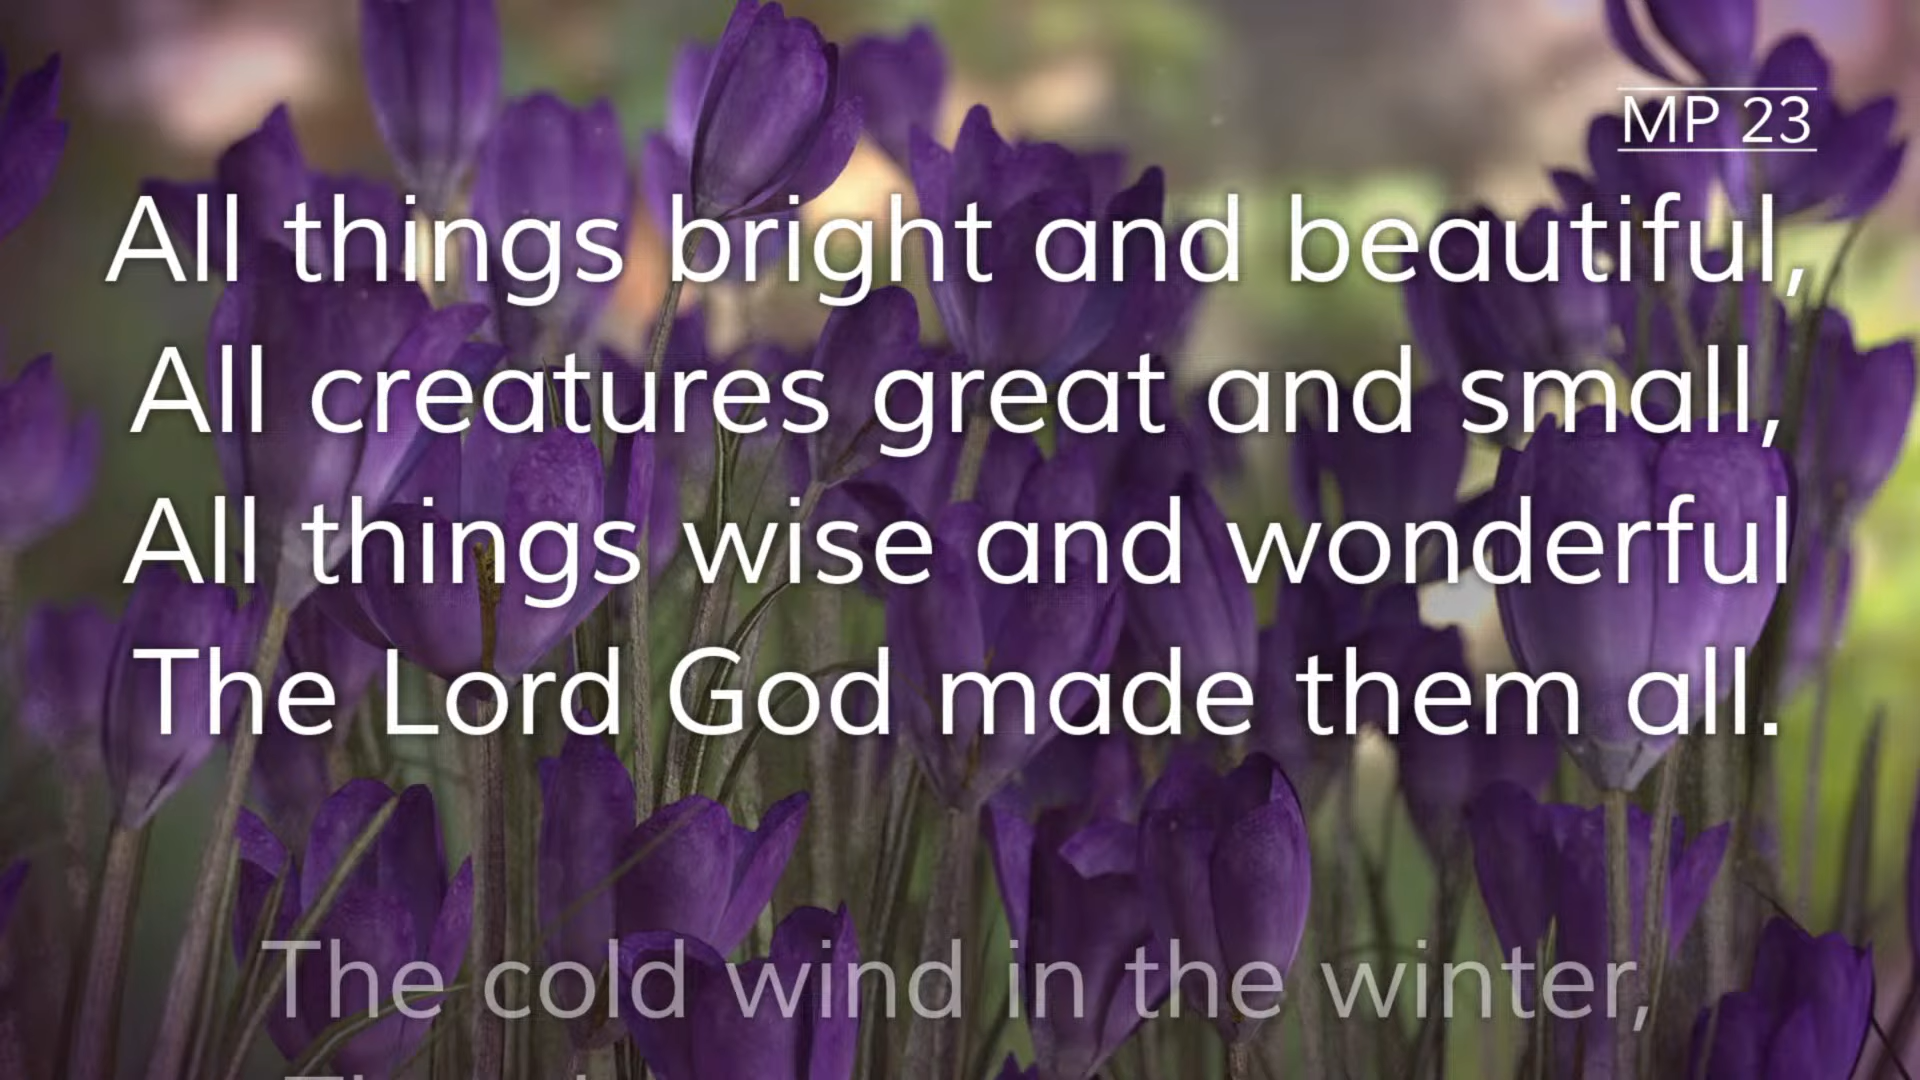 MP 23
All things bright and beautiful,
All creatures great and small,
All things wise and wonderful
The Lord God made them all.
The cold wind in the winter,